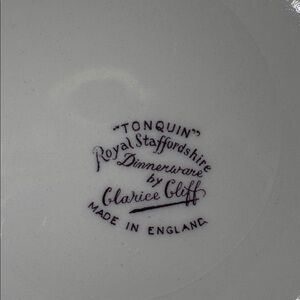 "TONQUIN"
Royal Staffordshire
Dinnerware
by
Clarice Cliff
MADE IN ENGLAND